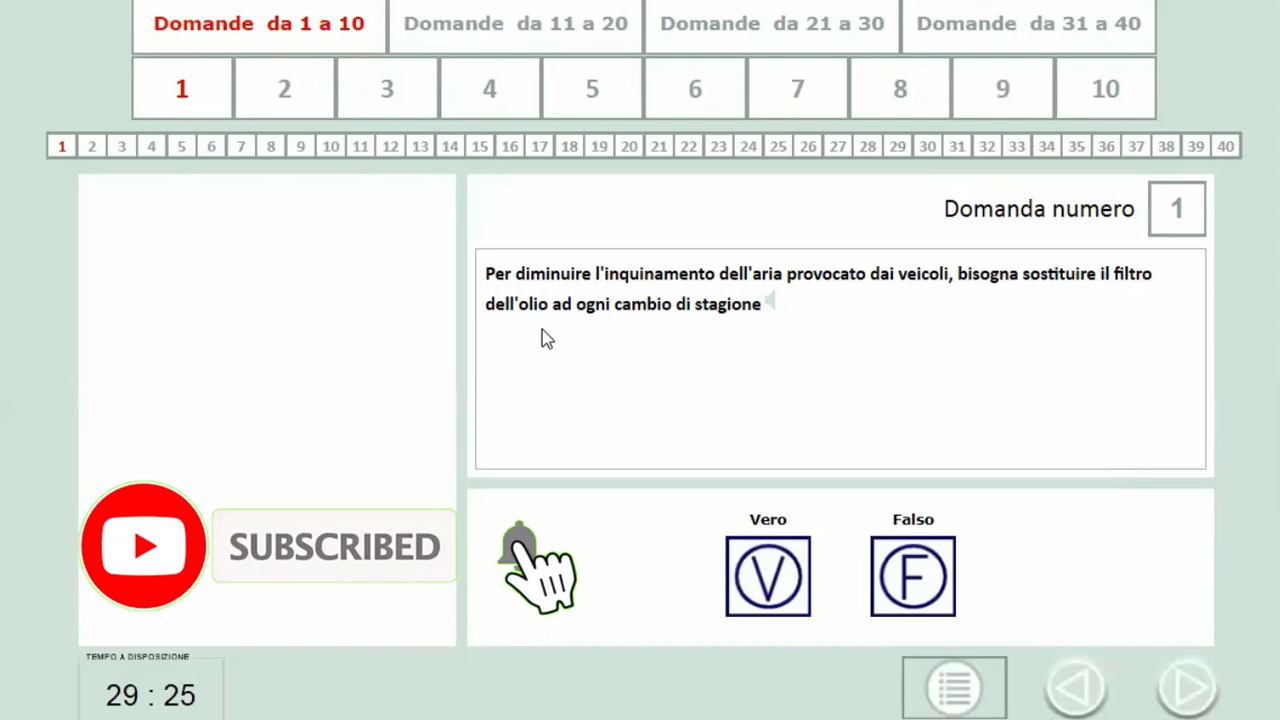 Domande da 1 a 10 Domande da 11 a 20 Domande da 21 a 30 Domande da 31 a 40
1 2 3 4 5 6 7 8 9 10
1 2 3 4 5 6 7 8 9 10 11 12 13 14 15 16 17 18 19 20 21 22 23 24 25 26 27 28 29 30 31 32 33 34 35 36 37 38 39 40
Domanda numero 1
Per diminuire l'inquinamento dell'aria provocato dai veicoli, bisogna sostituire il filtro
dell'olio ad ogni cambio di stagione
SUBSCRIBED
Vero Falso
V F
TEMPO A DISPOSIZIONE
29 : 25